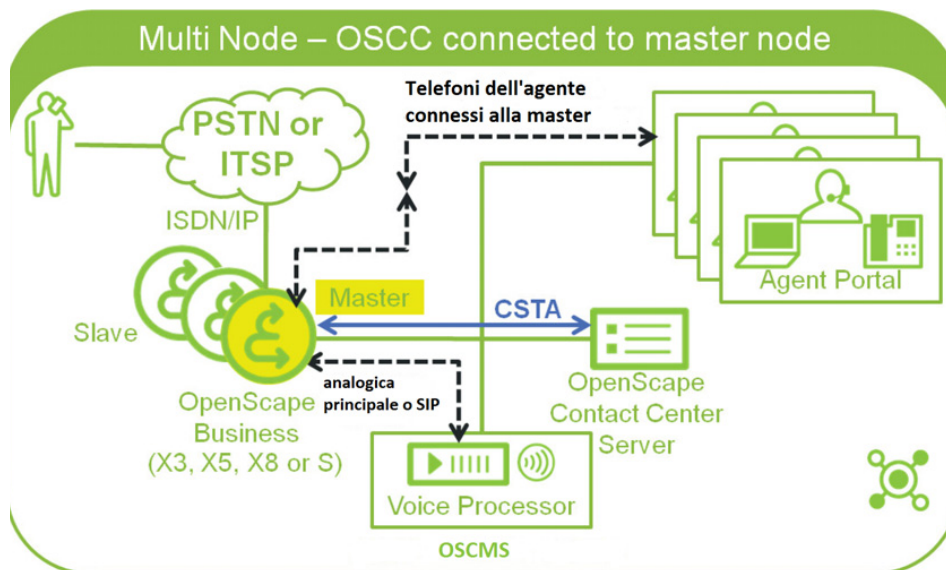 Multi Node – OSCC connected to master node
Telefoni dell'agente
connessi alla master
PSTN or
ITSP
ISDN/IP
Agent Portal
Master
CSTA
Slave
analogica
principale o SIP
OpenScape
Business
(X3, X5, X8 or S)
OpenScape
Contact Center
Server
Voice Processor
OSCMS